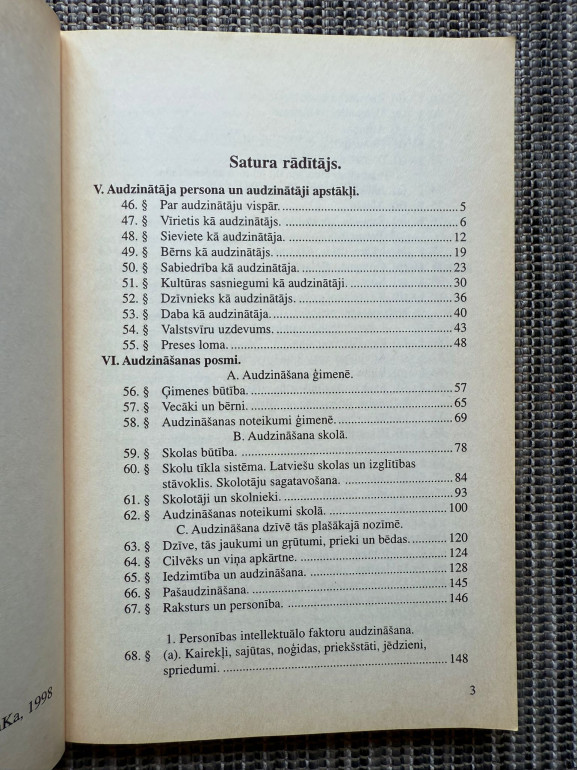 Satura rādītājs.
V. Audzinātāja persona un audzinātāji apstākļi.
46. § Par audzinātāju vispār. 5
47. § Vīrietis kā audzinātājs. 6
48. § Sieviete kā audzinātāja. 12
49. § Bērns kā audzinātājs. 19
50. § Sabiedrība kā audzinātāja. 23
51. § Kultūras sasniegumi kā audzinātāji. 30
52. § Dzīvnieks kā audzinātājs. 36
53. § Daba kā audzinātāja. 40
54. § Valstsvīru uzdevums. 43
55. § Preses loma. 48
VI. Audzināšanas posmi.
A. Audzināšana ģimenē.
56. § Ģimenes būtība. 57
57. § Vecāki un bērni. 65
58. § Audzināšanas noteikumi ģimenē. 69
B. Audzināšana skolā.
59. § Skolas būtība. 78
60. § Skolu tīkla sistēma. Latviešu skolas un izglītības
stāvoklis. Skolotāju sagatavošana. 84
61. § Skolotāji un skolnieki. 93
62. § Audzināšanas noteikumi skolā. 100
C. Audzināšana dzīvē tās plašākajā nozīmē.
63. § Dzīve, tās jaukumi un gŗūtumi, prieki un bēdas. 120
64. § Cilvēks un viņa apkārtne. 124
65. § Iedzimtība un audzināšana. 128
66. § Pašaudzināšana. 145
67. § Raksturs un personība. 146
1. Personības intellektuālo faktoru audzināšana.
68. § (a). Kairekļi, sajūtas, noģidas, priekšstāti, jēdzieni,
spriedumi. 148
3
, 1998